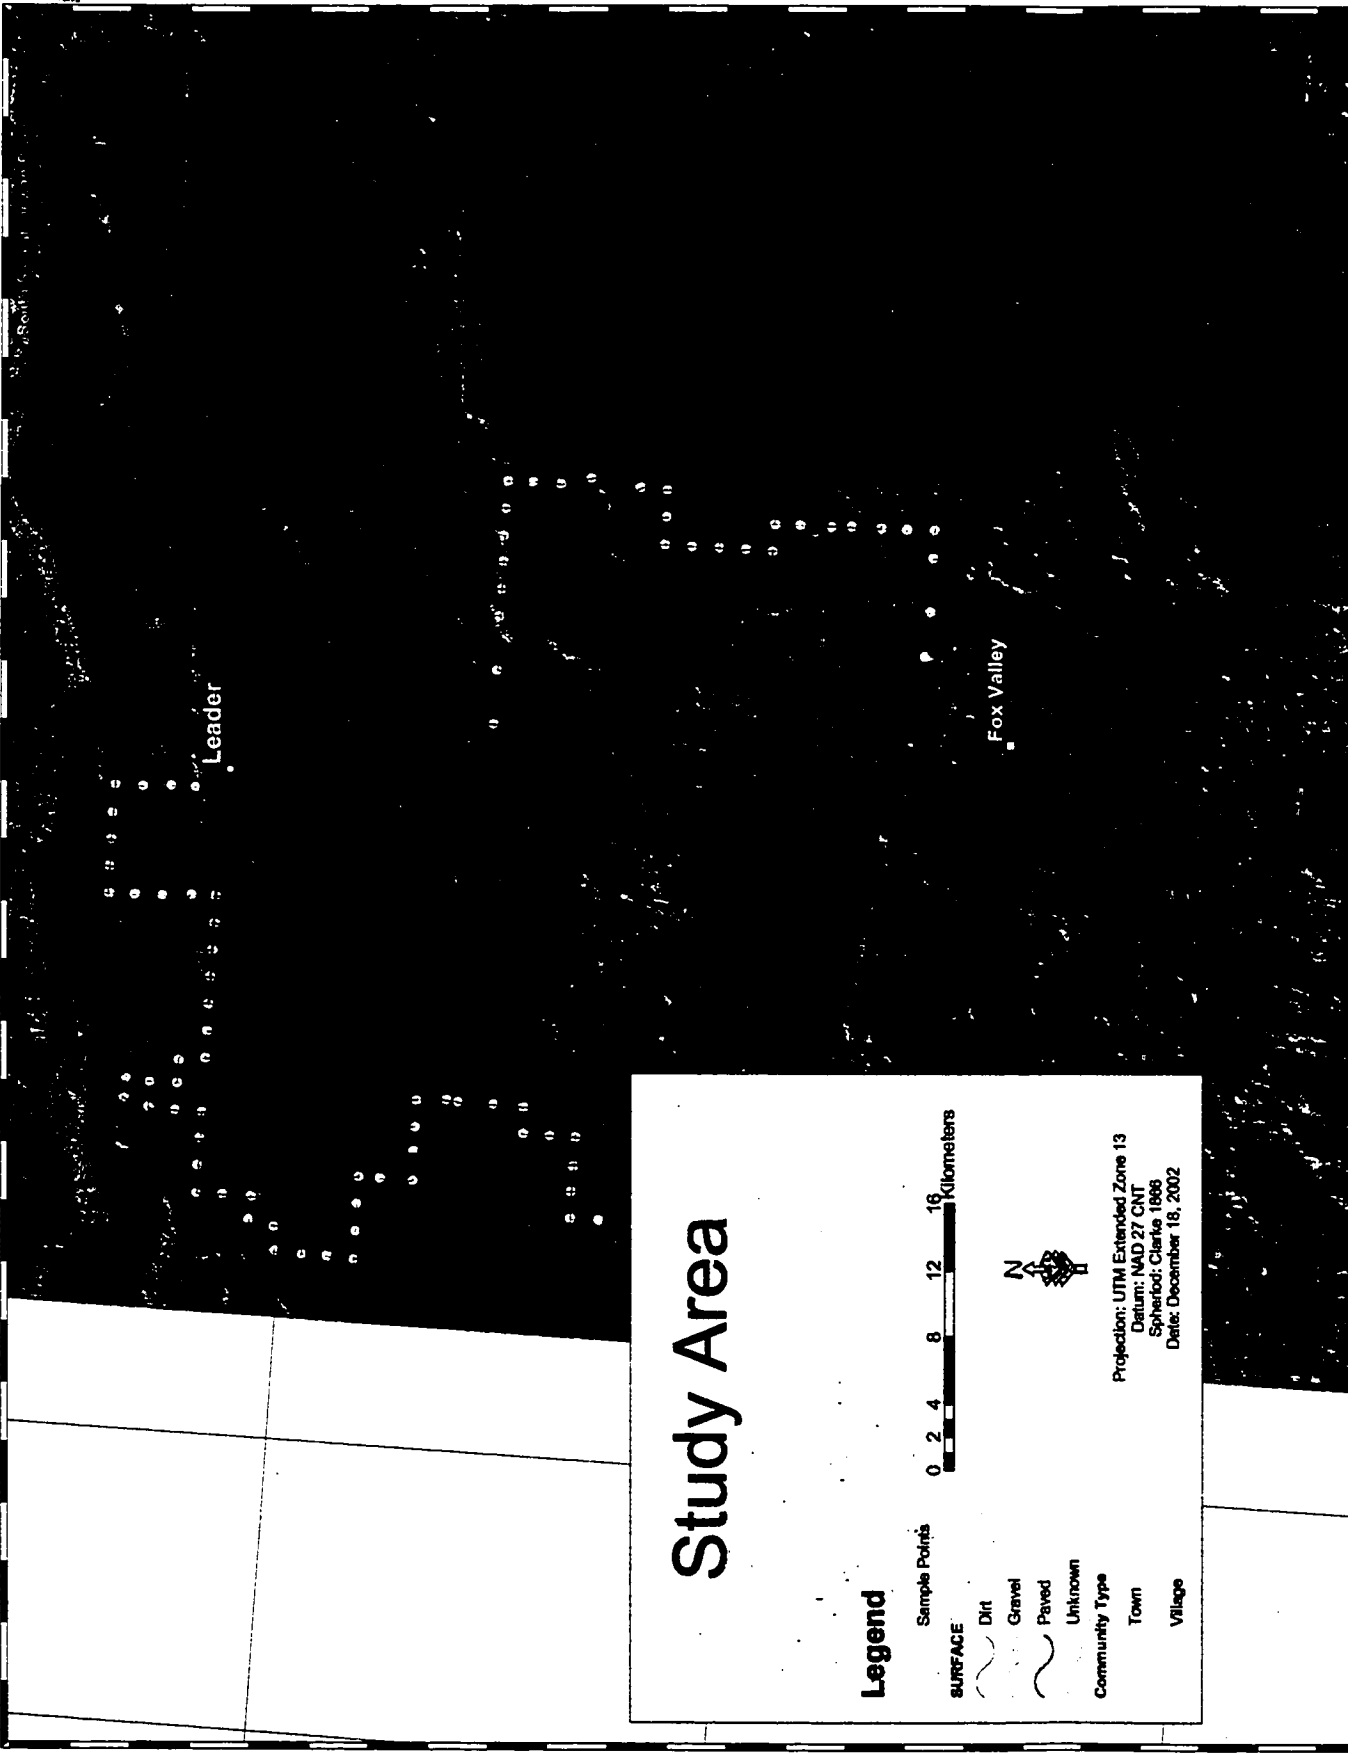 Leader
Fox Valley
Study Area
Legend
Sample Points
SURFACE
Dirt
Gravel
Paved
Unknown
Community Type
Town
Village
0 2 4 8 12 16
Kilometers
N
Projection: UTM Extended Zone 13
Datum: NAD 27 CNT
Spheriod: Clarke 1866
Date: December 18, 2002